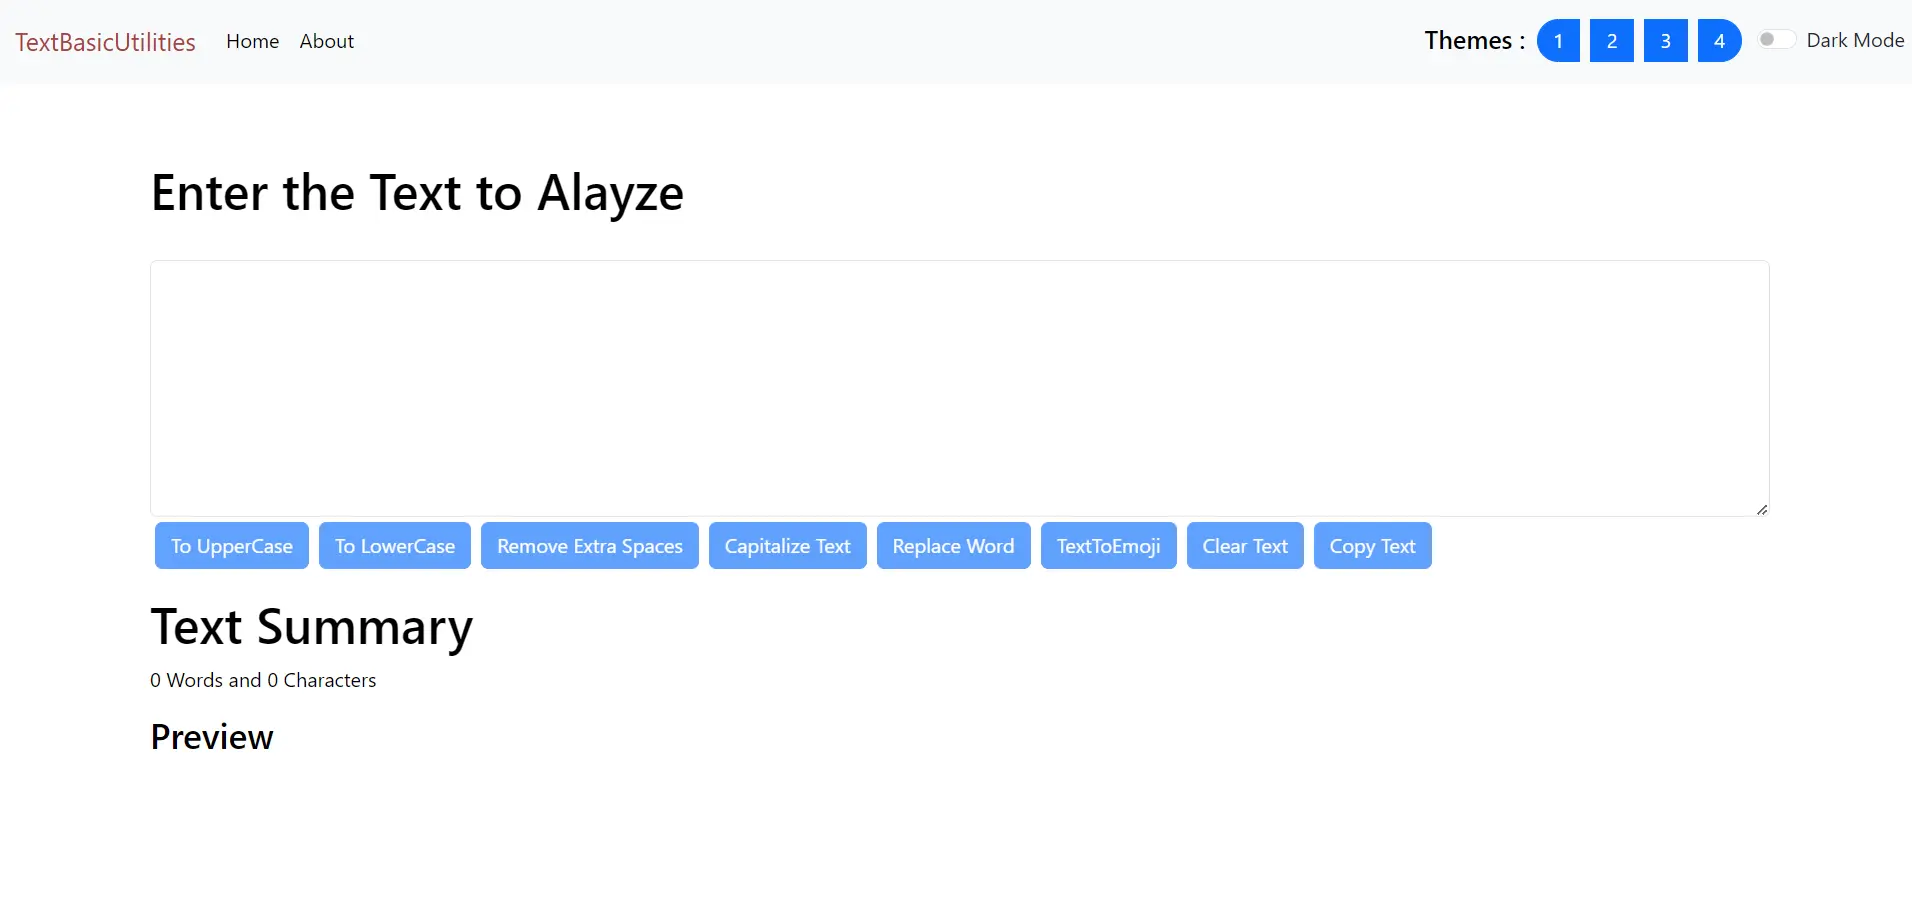 TextBasicUtilities Home About Themes : 1 2 3 4 Dark Mode
Enter the Text to Alayze
To UpperCase To LowerCase Remove Extra Spaces Capitalize Text Replace Word TextToEmoji Clear Text Copy Text
Text Summary
0 Words and 0 Characters
Preview